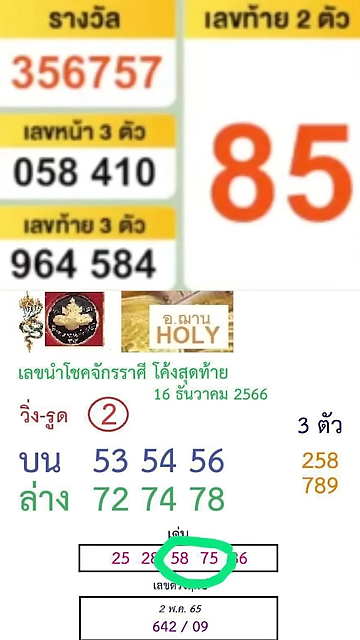 รางวัล
356757
เลขหน้า 3 ตัว
058 410
เลขท้าย 3 ตัว
964 584
เลขท้าย 2 ตัว
85
อ.ฌาน
HOLY
เลขนำโชคจักรราศี โค้งสุดท้าย
16 ธันวาคม 2566
วิ่ง-รูด 2
3 ตัว
บน 53 54 56
258
ล่าง 72 74 78
789
เด่น
25 28 58 75 86
2 พ.ค. 65
642 / 09